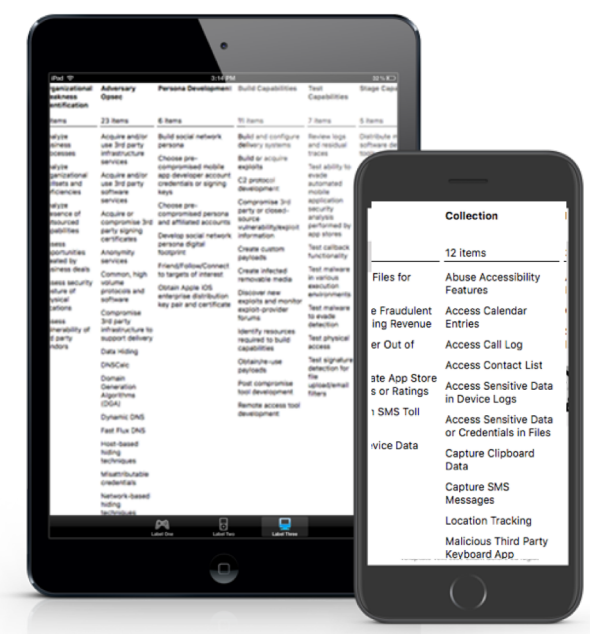 iPad
3:14 PM
Adversary
Opsec
23 items
Acquire and/or
use 3rd party
infrastructure
services
Acquire and/or
use 3rd party
software
services
Acquire or
compromise 3rd
party signing
certificates
Anonymity
services
Common, high
volume
protocols and
software
Compromise
3rd party
infrastructure to
support delivery
Data Hiding
DNSCalc
Domain
Generation
Algorithms
(DGA)
Dynamic DNS
Fast Flux DNS
Host-based
hiding
techniques
Misattributable
credentials
Network-based
hiding
techniques
Persona Development
6 items
Build social network
persona
Choose pre-
compromised mobile
app developer account
credentials or signing
keys
Choose pre-
compromised persona
and affiliated accounts
Develop social network
persona digital
footprint
Friend/Follow/Connect
to targets of interest
Obtain Apple iOS
enterprise distribution
key pair and certificate
Build Capabilities
11 items
Build and configure
delivery systems
Build or acquire
exploits
C2 protocol
development
Compromise 3rd
party or closed-
source
vulnerability/exploit
information
Create custom
payloads
Create infected
removable media
Discover new
exploits and monitor
exploit-provider
forums
Identify resources
required to build
capabilities
Obtain/re-use
payloads
Post compromise
tool development
Remote access tool
development
Test
Capabilities
7 items
Review logs
and residual
traces
Test ability to
evade
automated
mobile
application
security
analysis
performed by
app stores
Test callback
functionality
Test malware
in various
execution
environments
Test malware
to evade
detection
Test physical
access
Test signature
detection for
file
upload/email
filters
Stage Capa
5 items
Distribute m
software de
Label One
Label Two
Label Three
Files for
e Fraudulent
ing Revenue
er Out of
ate App Store
s or Ratings
SMS Toll
evice Data
Collection
12 items
Abuse Accessibility
Features
Access Calendar
Entries
Access Call Log
Access Contact List
Access Sensitive Data
in Device Logs
Access Sensitive Data
or Credentials in Files
Capture Clipboard
Data
Capture SMS
Messages
Location Tracking
Malicious Third Party
Keyboard App